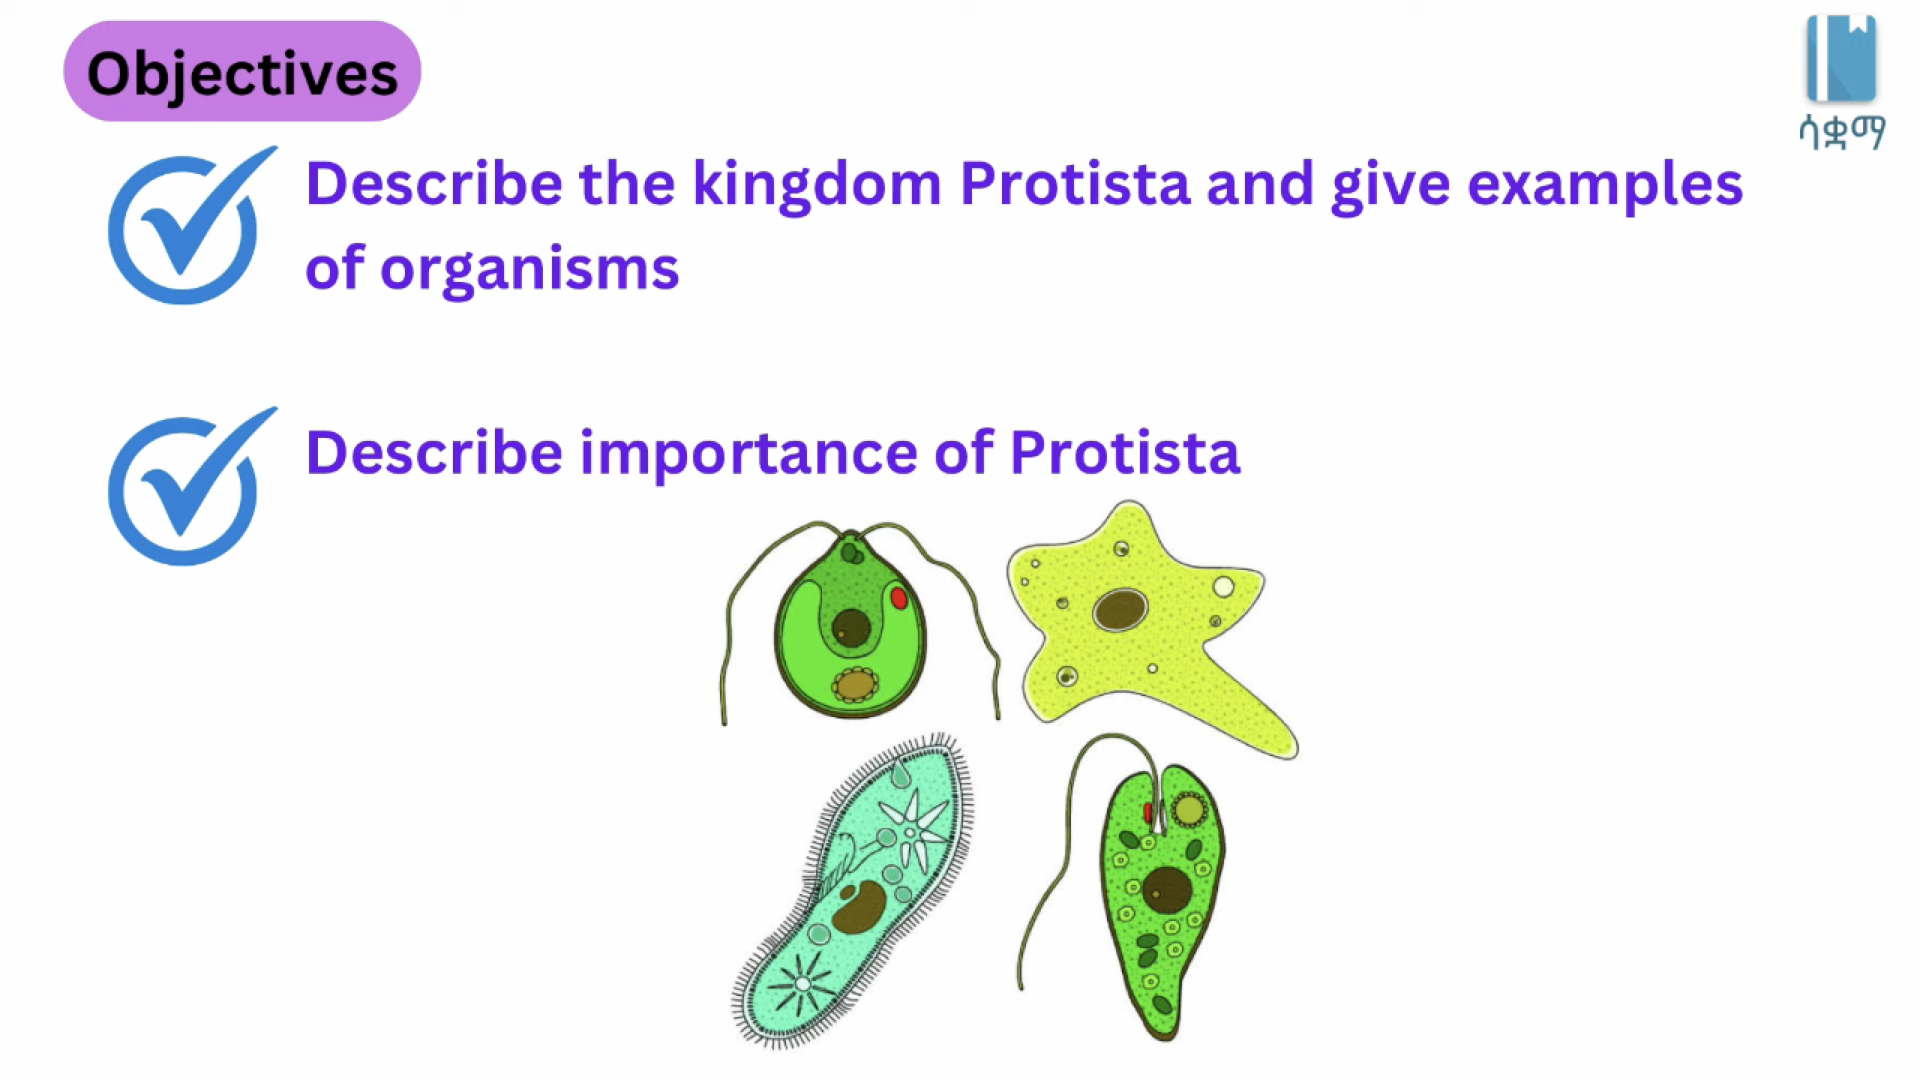 Objectives
ሳቋማ
Describe the kingdom Protista and give examples
of organisms
Describe importance of Protista